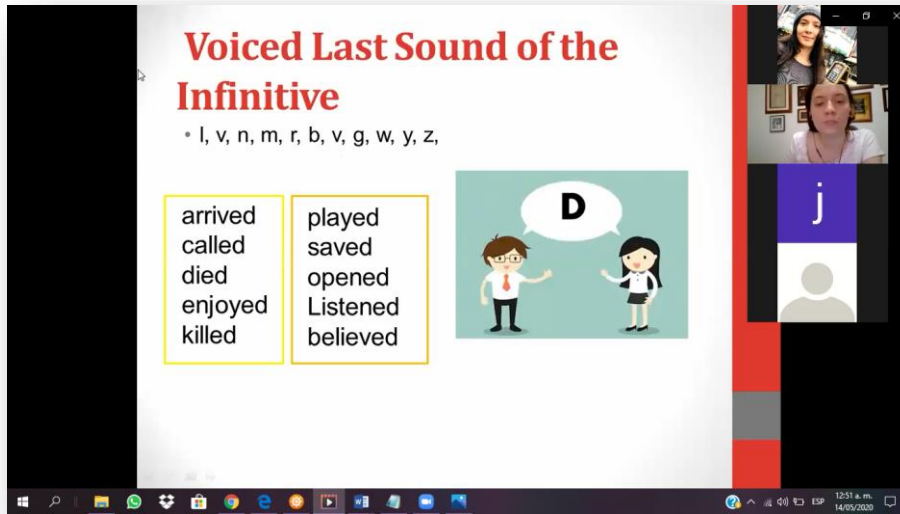 Voiced Last Sound of the
Infinitive
• l, v, n, m, r, b, v, g, w, y, z,
arrived
called
died
enjoyed
killed
played
saved
opened
Listened
believed
D
j
ESP
12:51 a. m.
14/05/2020